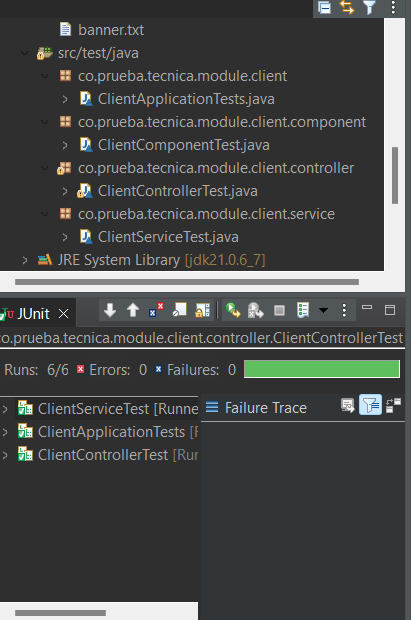 banner.txt
src/test/java
co.prueba.tecnica.module.client
ClientApplicationTests.java
co.prueba.tecnica.module.client.component
ClientComponentTest.java
co.prueba.tecnica.module.client.controller
ClientControllerTest.java
co.prueba.tecnica.module.client.service
ClientServiceTest.java
JRE System Library [jdk21.0.6_7]
JUnit
co.prueba.tecnica.module.client.controller.ClientControllerTest
Runs: 6/6 Errors: 0 Failures: 0
ClientServiceTest [Runne
ClientApplicationTests [R
ClientControllerTest [Run
Failure Trace